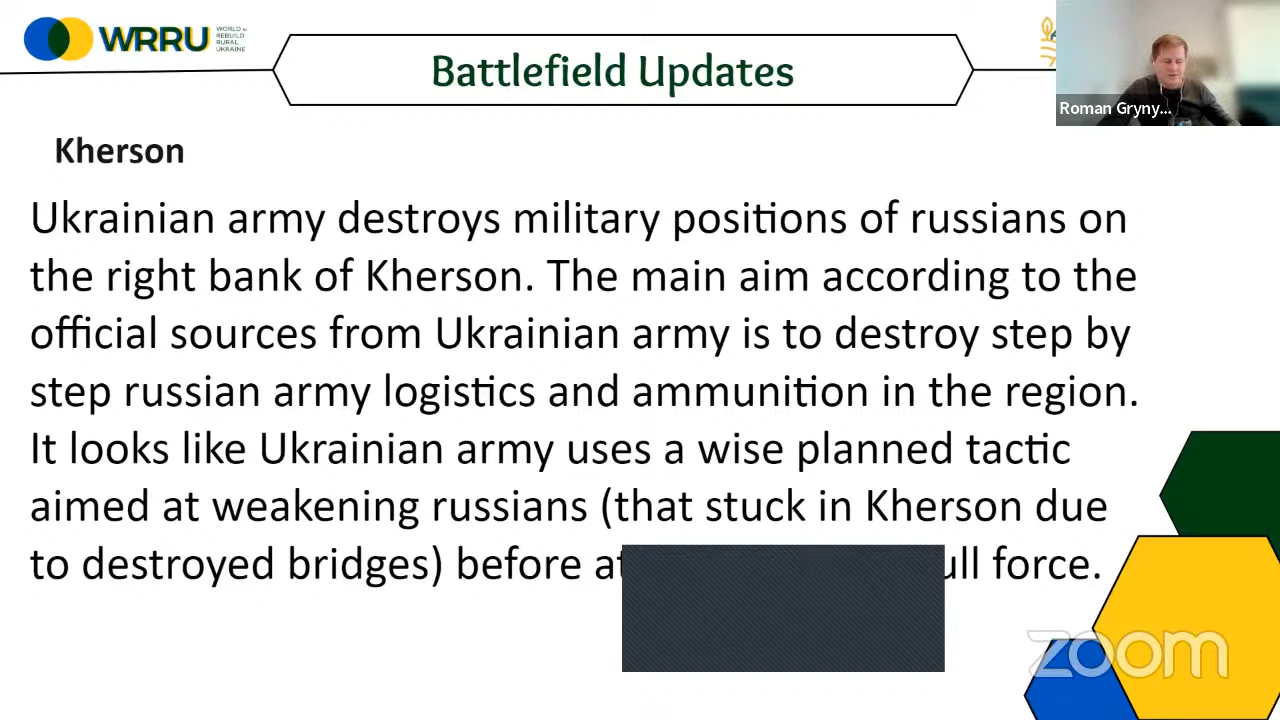 WRRU
WORLD to
REBUILD
RURAL
UKRAINE
Battlefield Updates
Roman Gryny...
Kherson
Ukrainian army destroys military positions of russians on
the right bank of Kherson. The main aim according to the
official sources from Ukrainian army is to destroy step by
step russian army logistics and ammunition in the region.
It looks like Ukrainian army uses a wise planned tactic
aimed at weakening russians (that stuck in Kherson due
to destroyed bridges) before force.
zoom